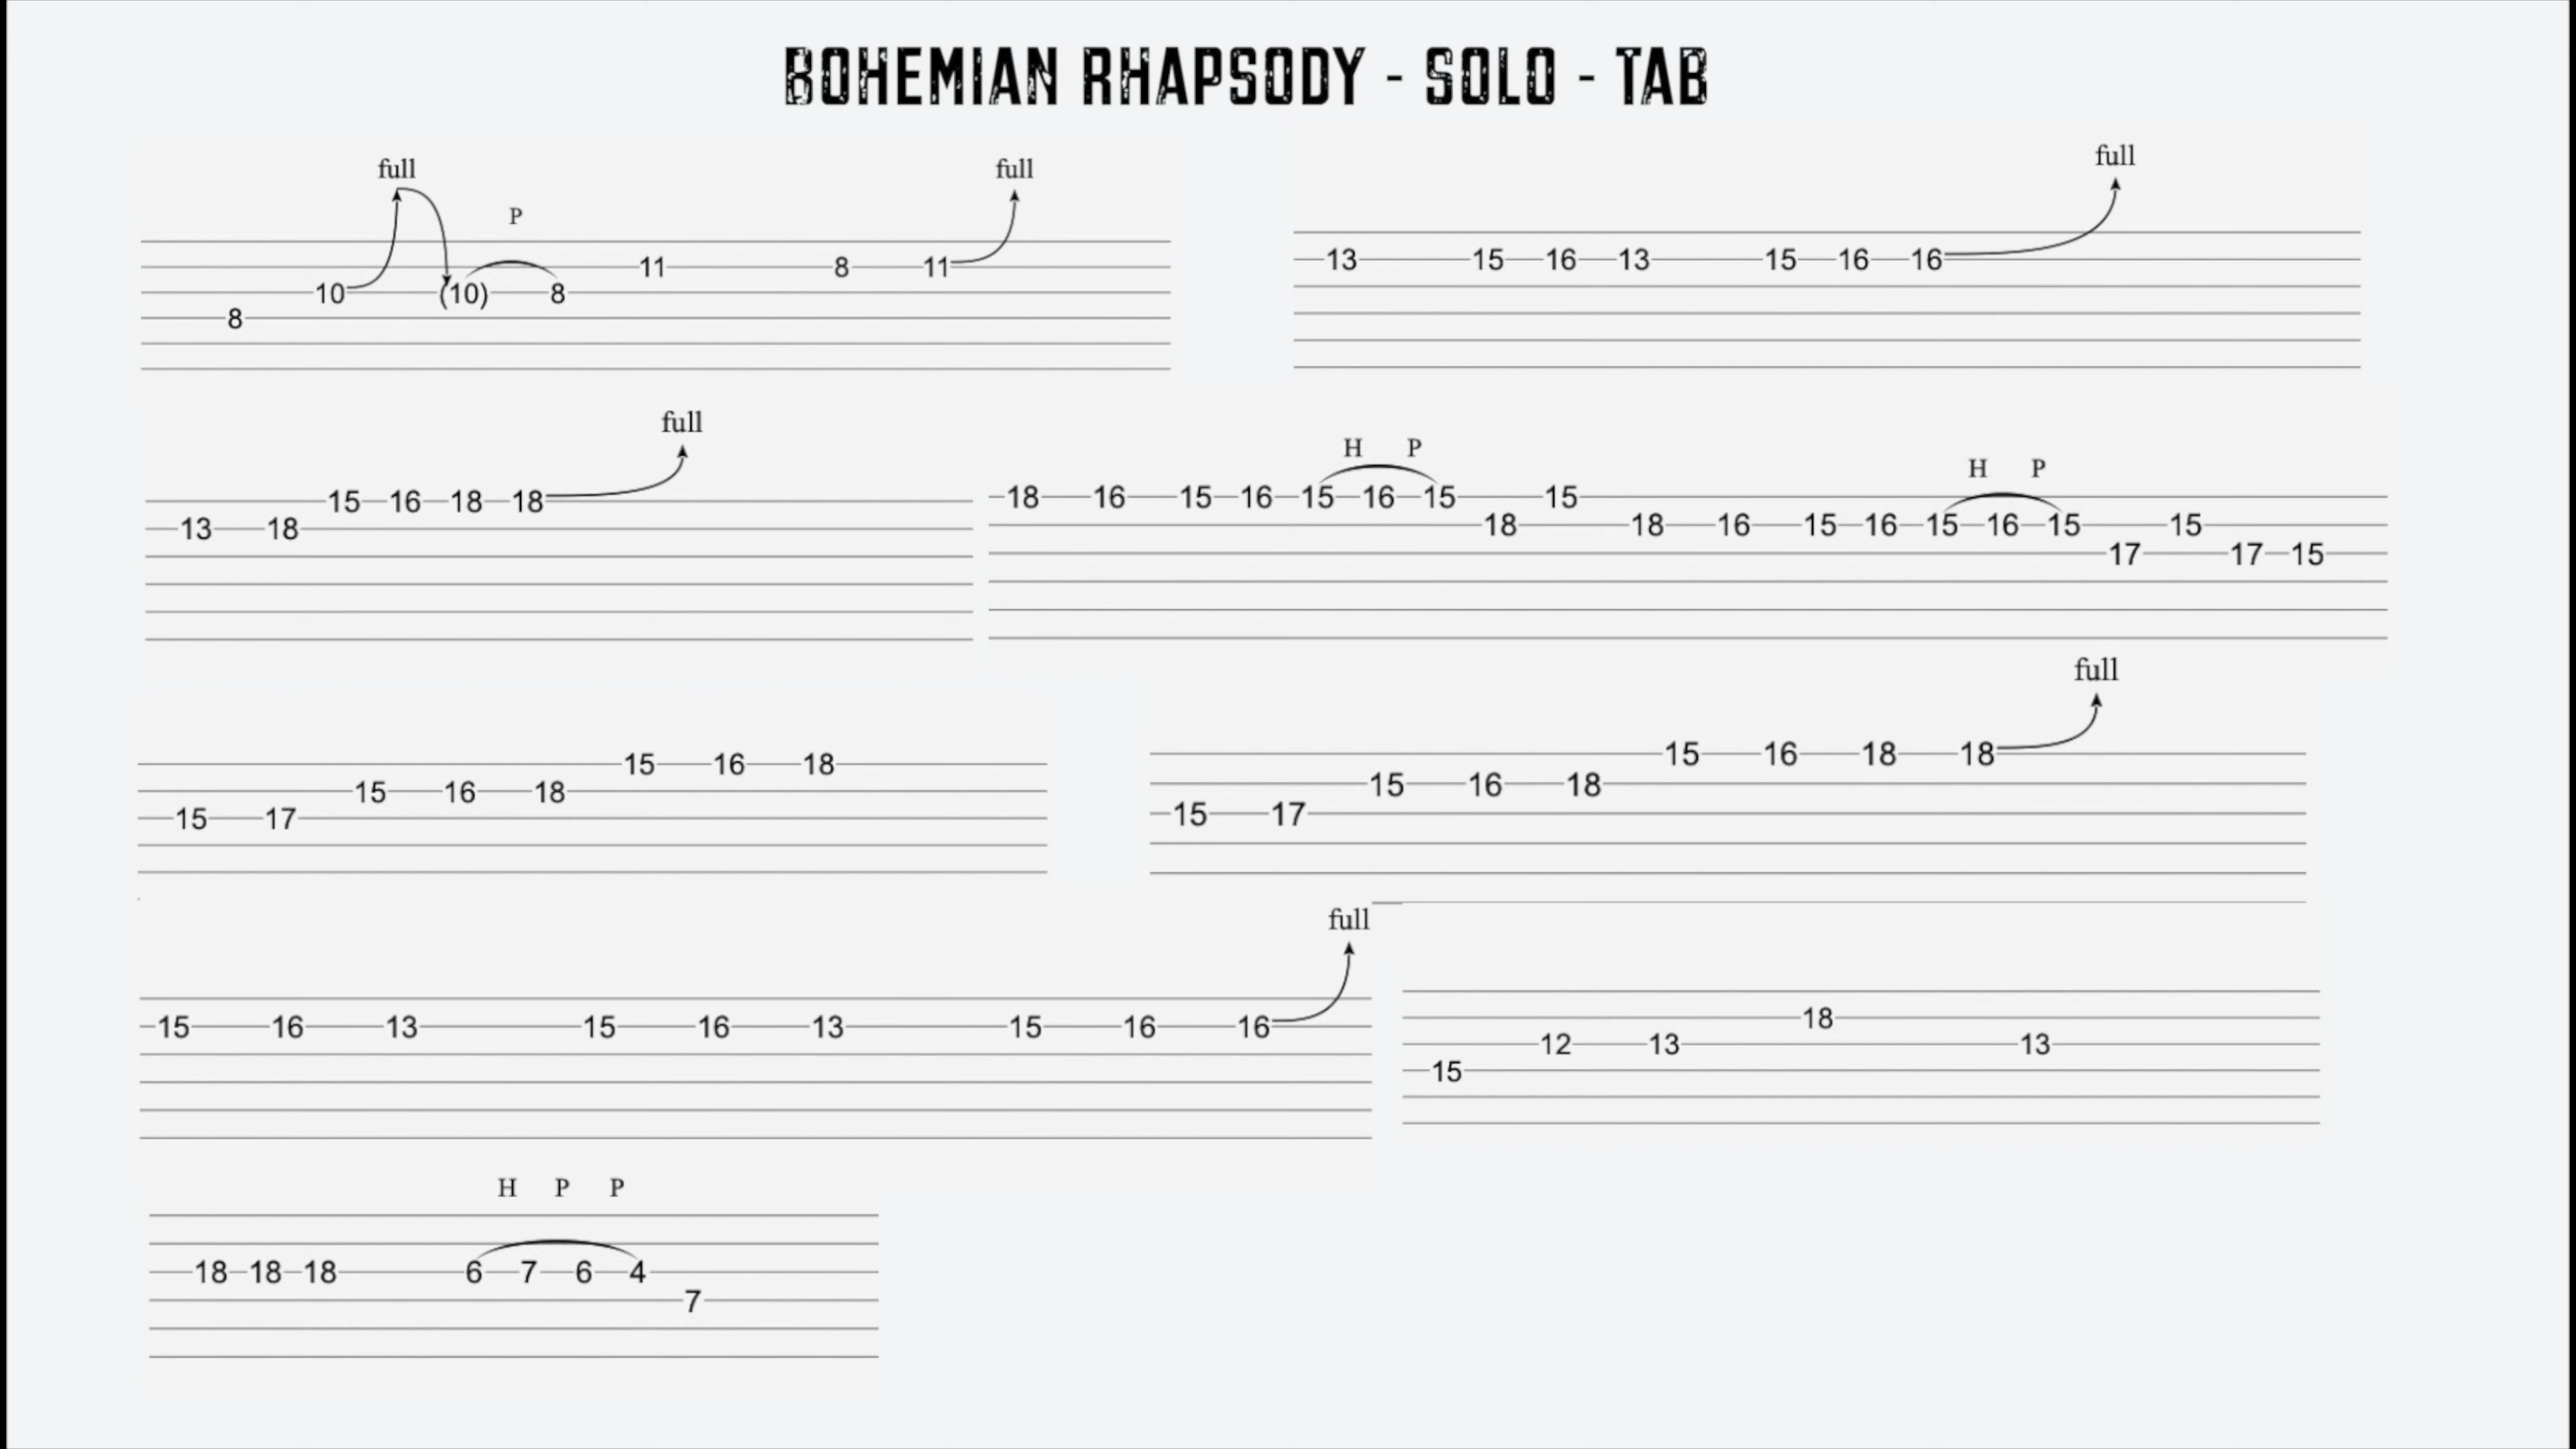 BOHEMIAN RHAPSODY - SOLO - TAB
full full
P
11 8 11
10 (10) 8
8
full
13 15 16 13 15 16 16
full
15 16 18 18
13 18
H P
18 16 15 16 15 16 15 15
H P
18 18 16 15 16 15 16 15 15
17 17 15
15 16 18
15 16 18
15 17
full
15 16 18 18
15 16 18
15 17
full
15 16 13 15 16 13 15 16 16
18
12 13 13
15
H P P
18 18 18 6 7 6 4
7